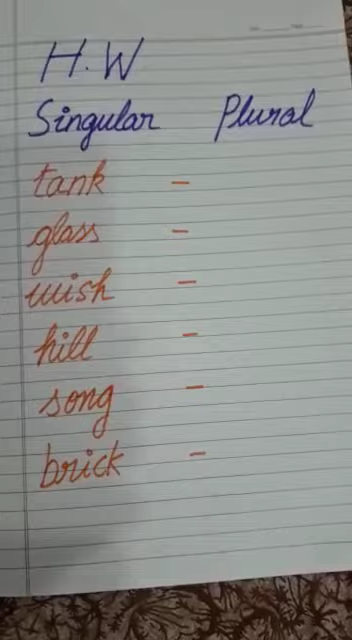 H.W
Singular Plural
tank -
glass -
wish -
hill -
song -
brick -